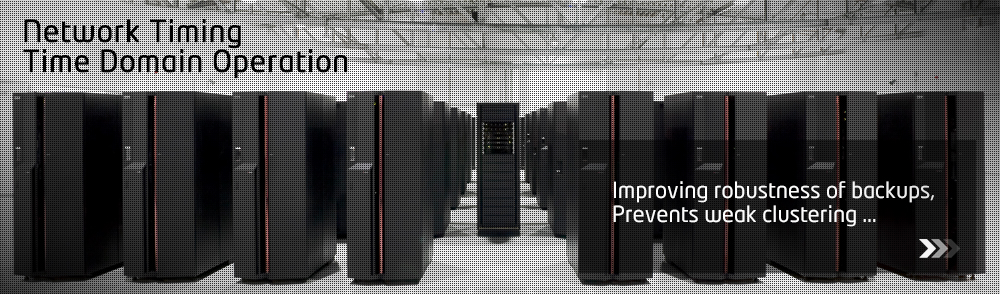 Network Timing
Time Domain Operation
Improving robustness of backups,
Prevents weak clustering ...